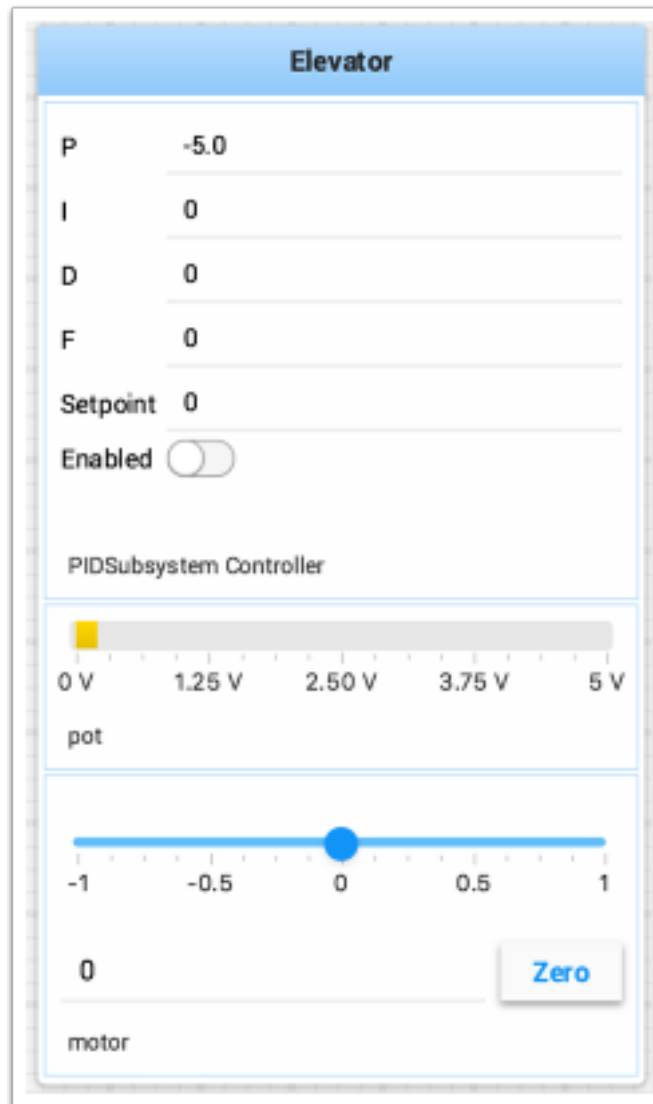 Elevator
P -5.0
I 0
D 0
F 0
Setpoint 0
Enabled
PIDSubsystem Controller
0 V 1.25 V 2.50 V 3.75 V 5 V
pot
-1 -0.5 0 0.5 1
0 Zero
motor